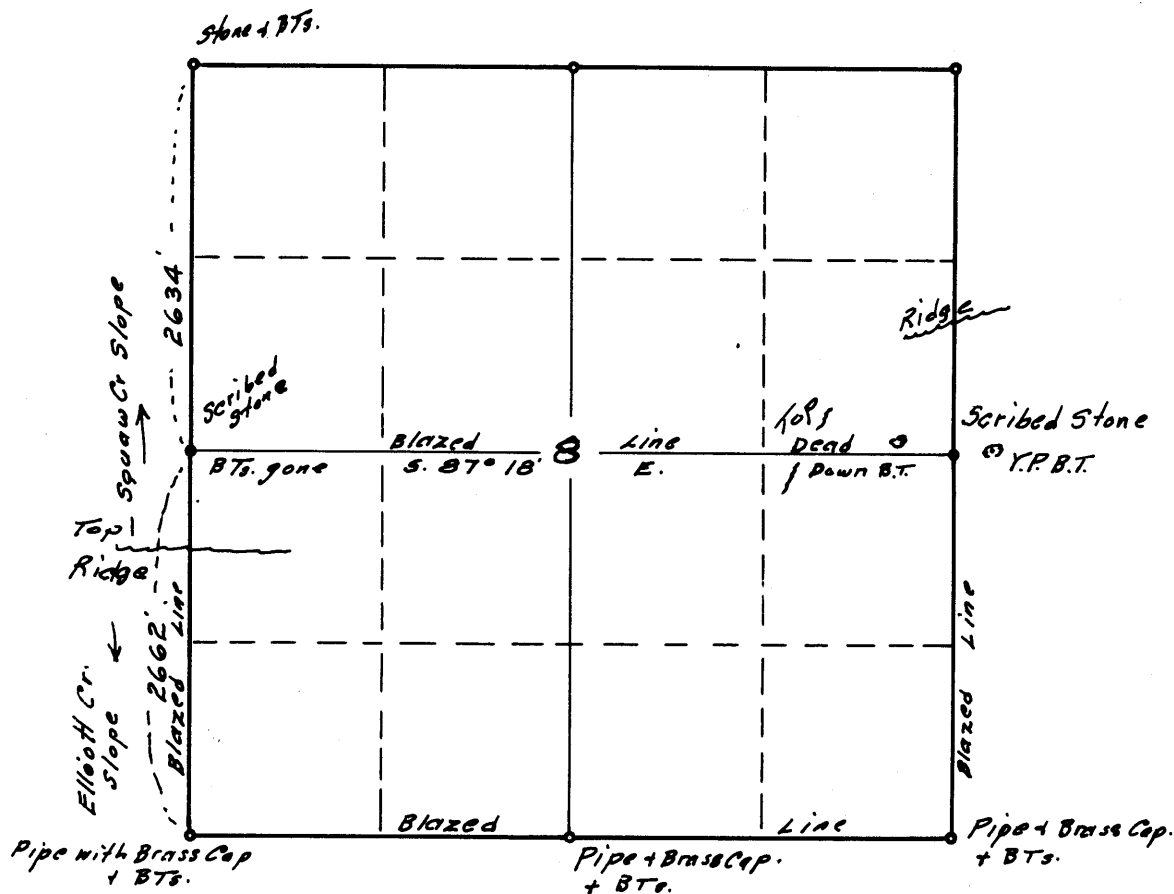 Stone & BTs.
2634'
Squaw Cr Slope
Ridge
Scribed
Stone
BTs. gone
Blazed
S. 87° 18'
8
Line
E.
Dead
Down B.T.
Scribed Stone
Y.P. B.T.
Top
Ridge
2662'
Blazed Line
Elliott Cr.
Slope
Blazed Line
Blazed
Line
Pipe with Brass Cap
+ BTs.
Pipe + Brass Cap.
+ BTs.
Pipe & Brass Cap.
+ BTs.